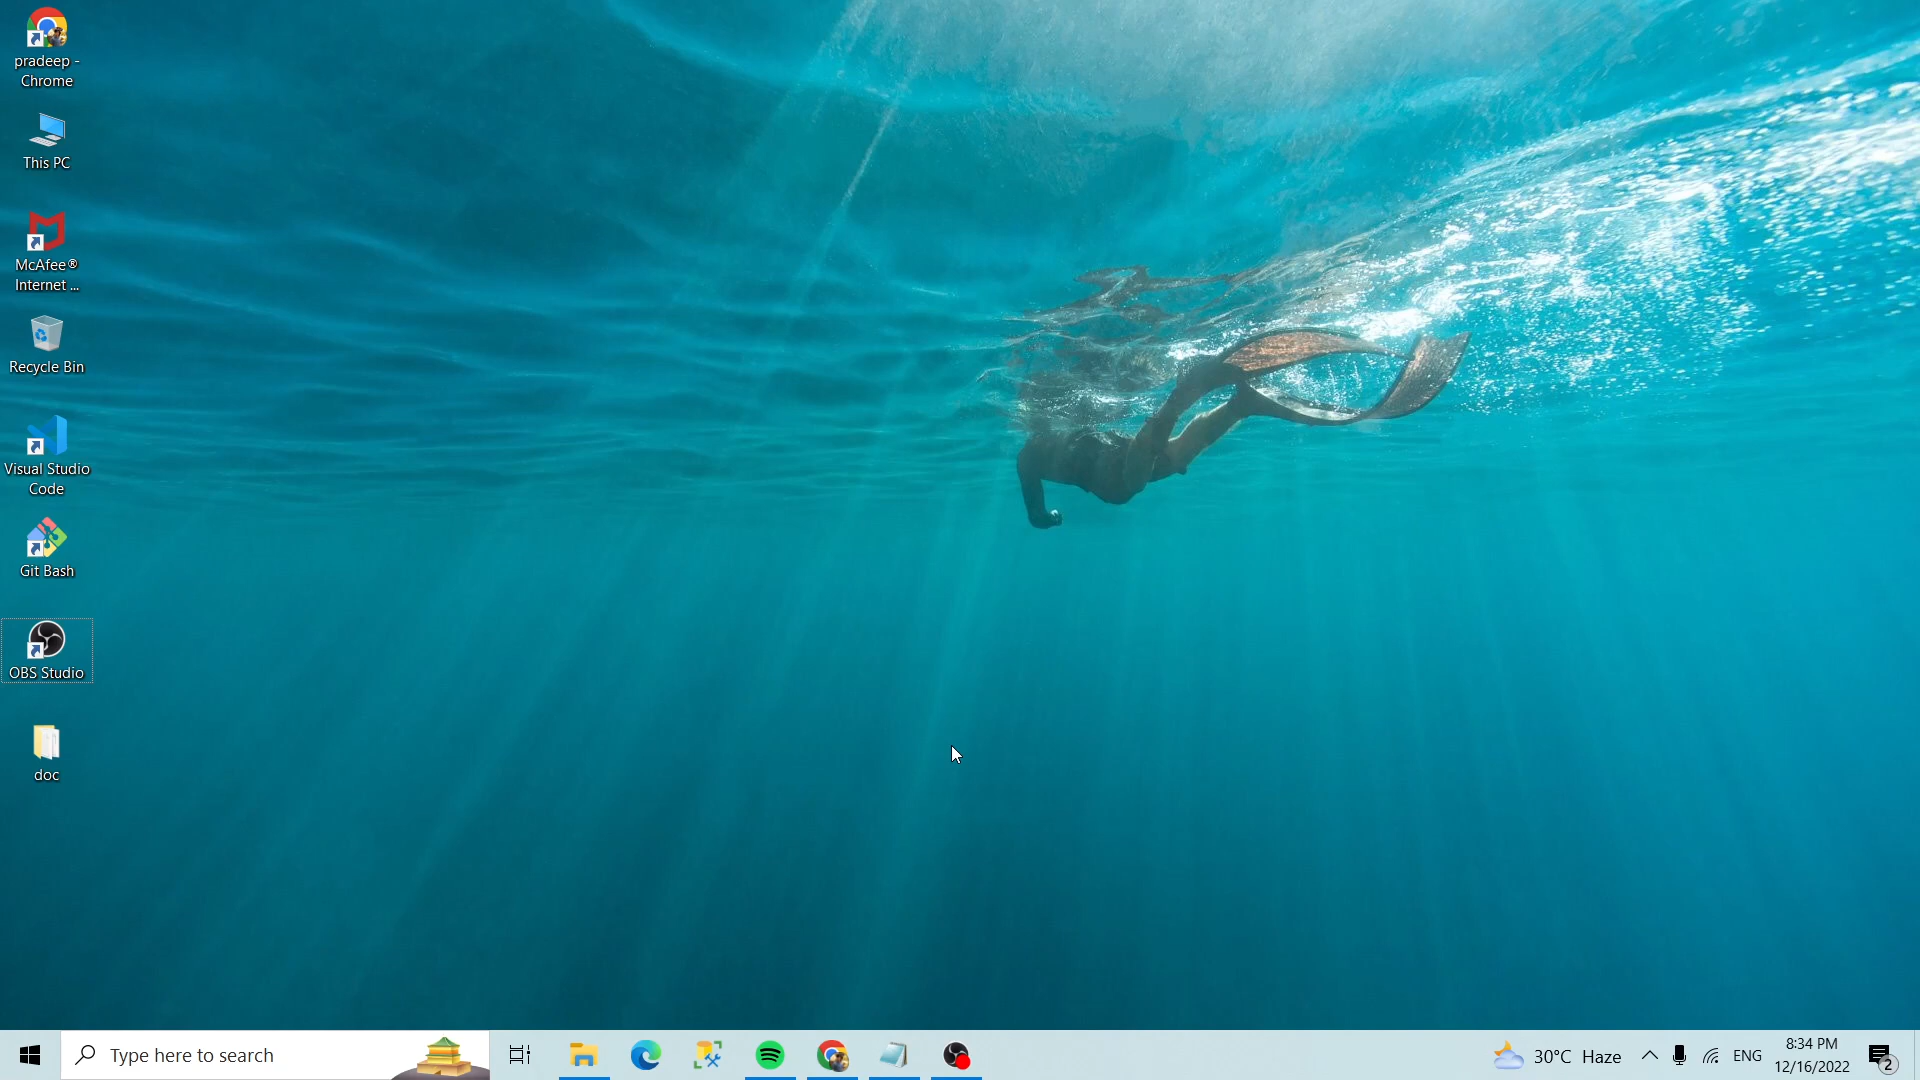 pradeep -
Chrome
This PC
McAfee®
Internet ...
Recycle Bin
Visual Studio
Code
Git Bash
OBS Studio
doc
Type here to search
30°C Haze
ENG
8:34 PM
12/16/2022
2